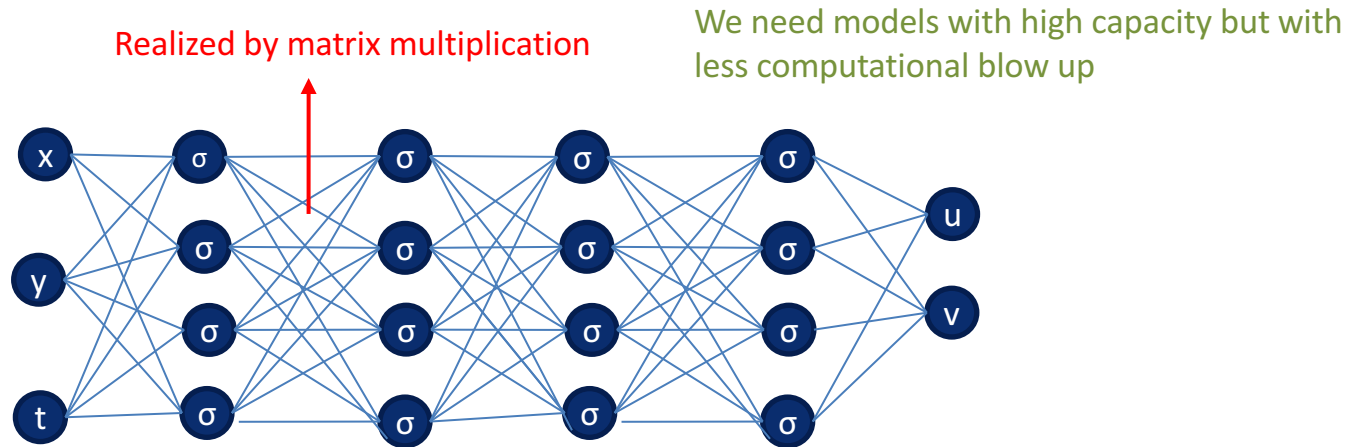 We need models with high capacity but with
less computational blow up
Realized by matrix multiplication
x σ σ σ σ
u
y σ σ σ σ
v
σ σ σ σ
t σ σ σ σ